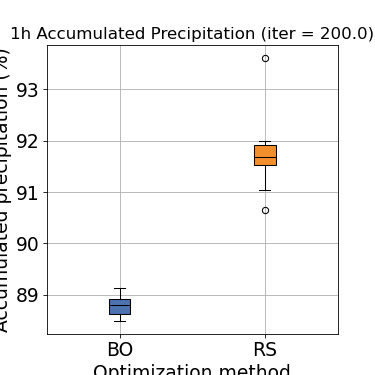 1h Accumulated Precipitation (iter = 200.0)
Accumulated precipitation (%)
93
92
91
90
89
BO RS
Optimization method